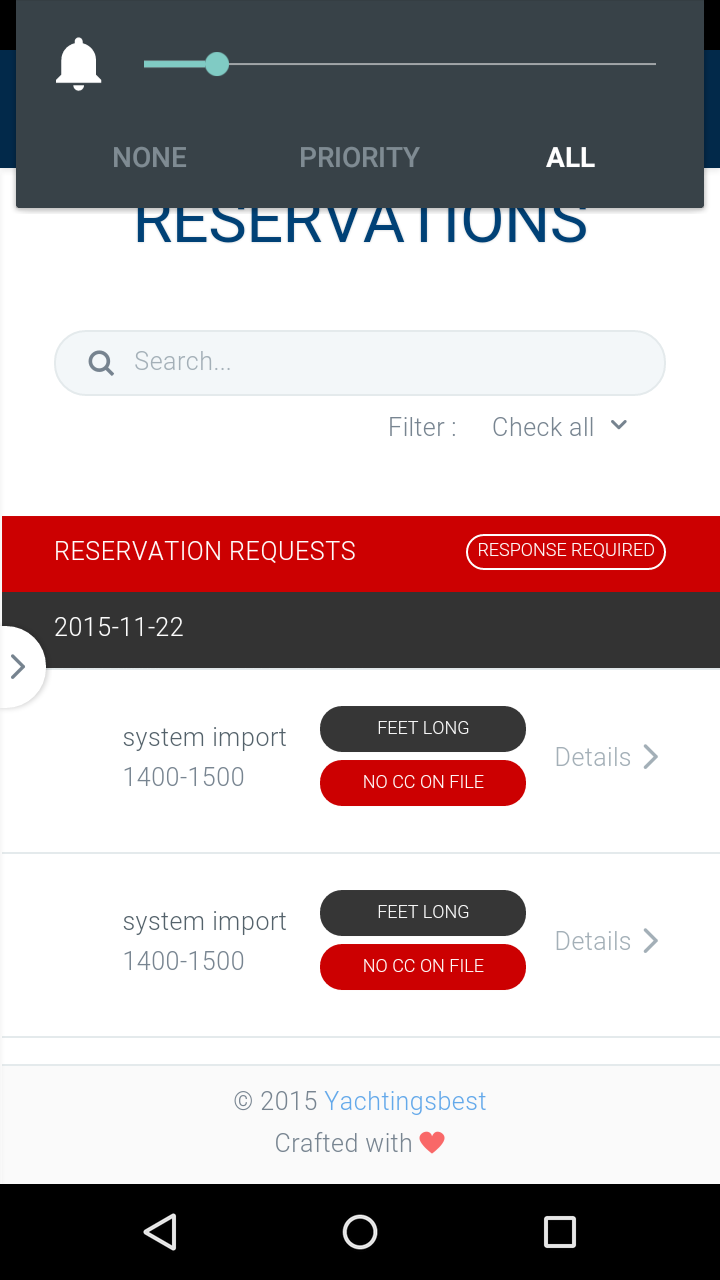 NONE PRIORITY ALL
RESERVATIONS
Search...
Filter : Check all
RESERVATION REQUESTS RESPONSE REQUIRED
2015-11-22
system import
1400-1500
FEET LONG
NO CC ON FILE
Details
system import
1400-1500
FEET LONG
NO CC ON FILE
Details
© 2015 Yachtingsbest
Crafted with